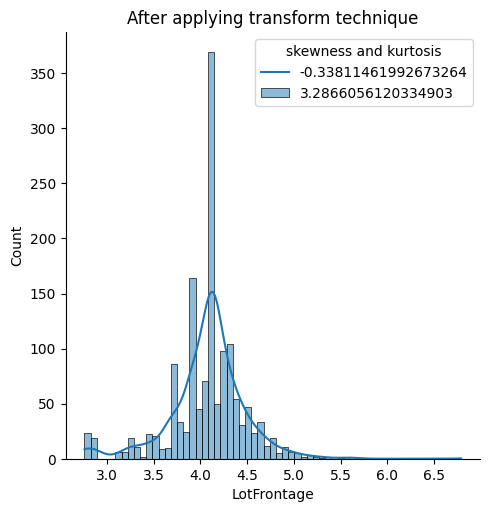 After applying transform technique
skewness and kurtosis
-0.33811461992673264
3.2866056120334903
350
300
250
200
150
100
50
0
Count
3.0 3.5 4.0 4.5 5.0 5.5 6.0 6.5
LotFrontage